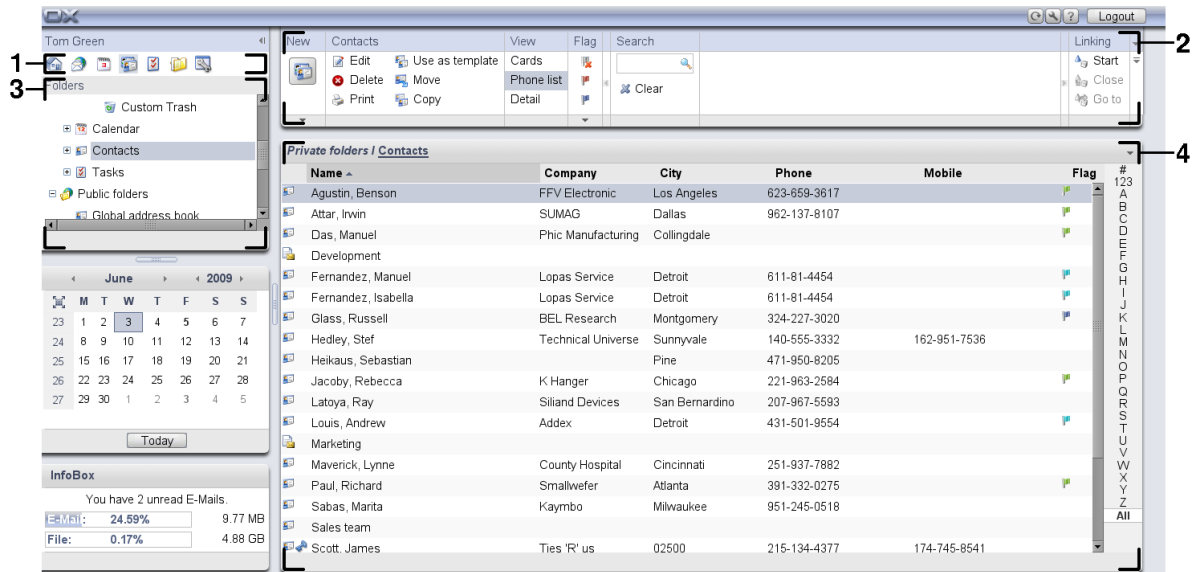 OX
Logout
Tom Green
1
3
Folders
Custom Trash
Calendar
Contacts
Tasks
Public folders
Global address book
New Contacts View Flag Search Linking
2
Edit Use as template Cards Start
Delete Move Phone list Clear Close
Print Copy Detail Go to
Private folders / Contacts
4
Name Company City Phone Mobile Flag
Agustin, Benson FFV Electronic Los Angeles 623-659-3617
Attar, Irwin SUMAG Dallas 962-137-8107
Das, Manuel Phic Manufacturing Collingdale
Development
Fernandez, Manuel Lopas Service Detroit 611-81-4454
Fernandez, Isabella Lopas Service Detroit 611-81-4454
Glass, Russell BEL Research Montgomery 324-227-3020
Hedley, Stef Technical Universe Sunnyvale 140-555-3332 162-951-7536
Heikaus, Sebastian Pine 471-950-8205
Jacoby, Rebecca K Hanger Chicago 221-963-2584
Latoya, Ray Siliand Devices San Bernardino 207-967-5593
Louis, Andrew Addex Detroit 431-501-9554
Marketing
Maverick, Lynne County Hospital Cincinnati 251-937-7882
Paul, Richard Smallwefer Atlanta 391-332-0275
Sabas, Marita Kaymbo Milwaukee 951-245-0518
Sales team
Scott, James Ties 'R' us 02500 215-134-4377 174-745-8541
#
123
A
B
C
D
E
F
G
H
I
J
K
L
M
N
O
P
Q
R
S
T
U
V
W
X
Y
Z
All
June 2009
M T W T F S S
23 1 2 3 4 5 6 7
24 8 9 10 11 12 13 14
25 15 16 17 18 19 20 21
26 22 23 24 25 26 27 28
27 29 30 1 2 3 4 5
Today
InfoBox
You have 2 unread E-Mails.
E-Mail: 24.59% 9.77 MB
File: 0.17% 4.88 GB